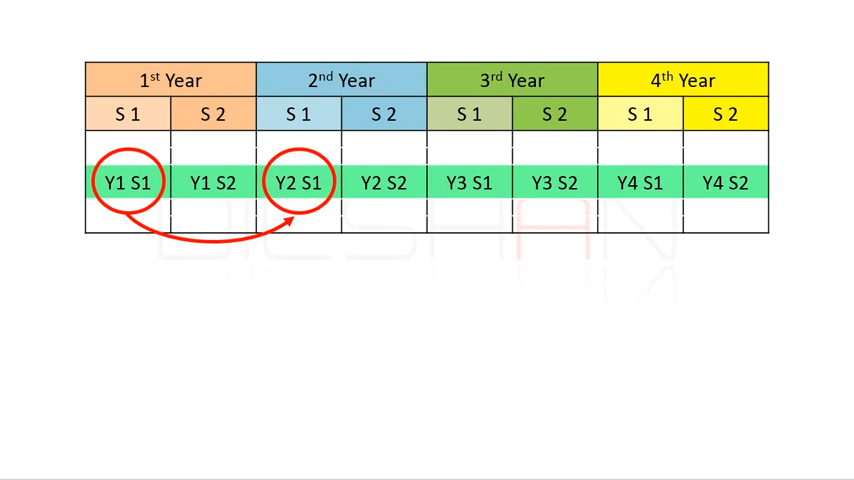 1st Year 2nd Year 3rd Year 4th Year
S 1 S 2 S 1 S 2 S 1 S 2 S 1 S 2
Y1 S1 Y1 S2 Y2 S1 Y2 S2 Y3 S1 Y3 S2 Y4 S1 Y4 S2